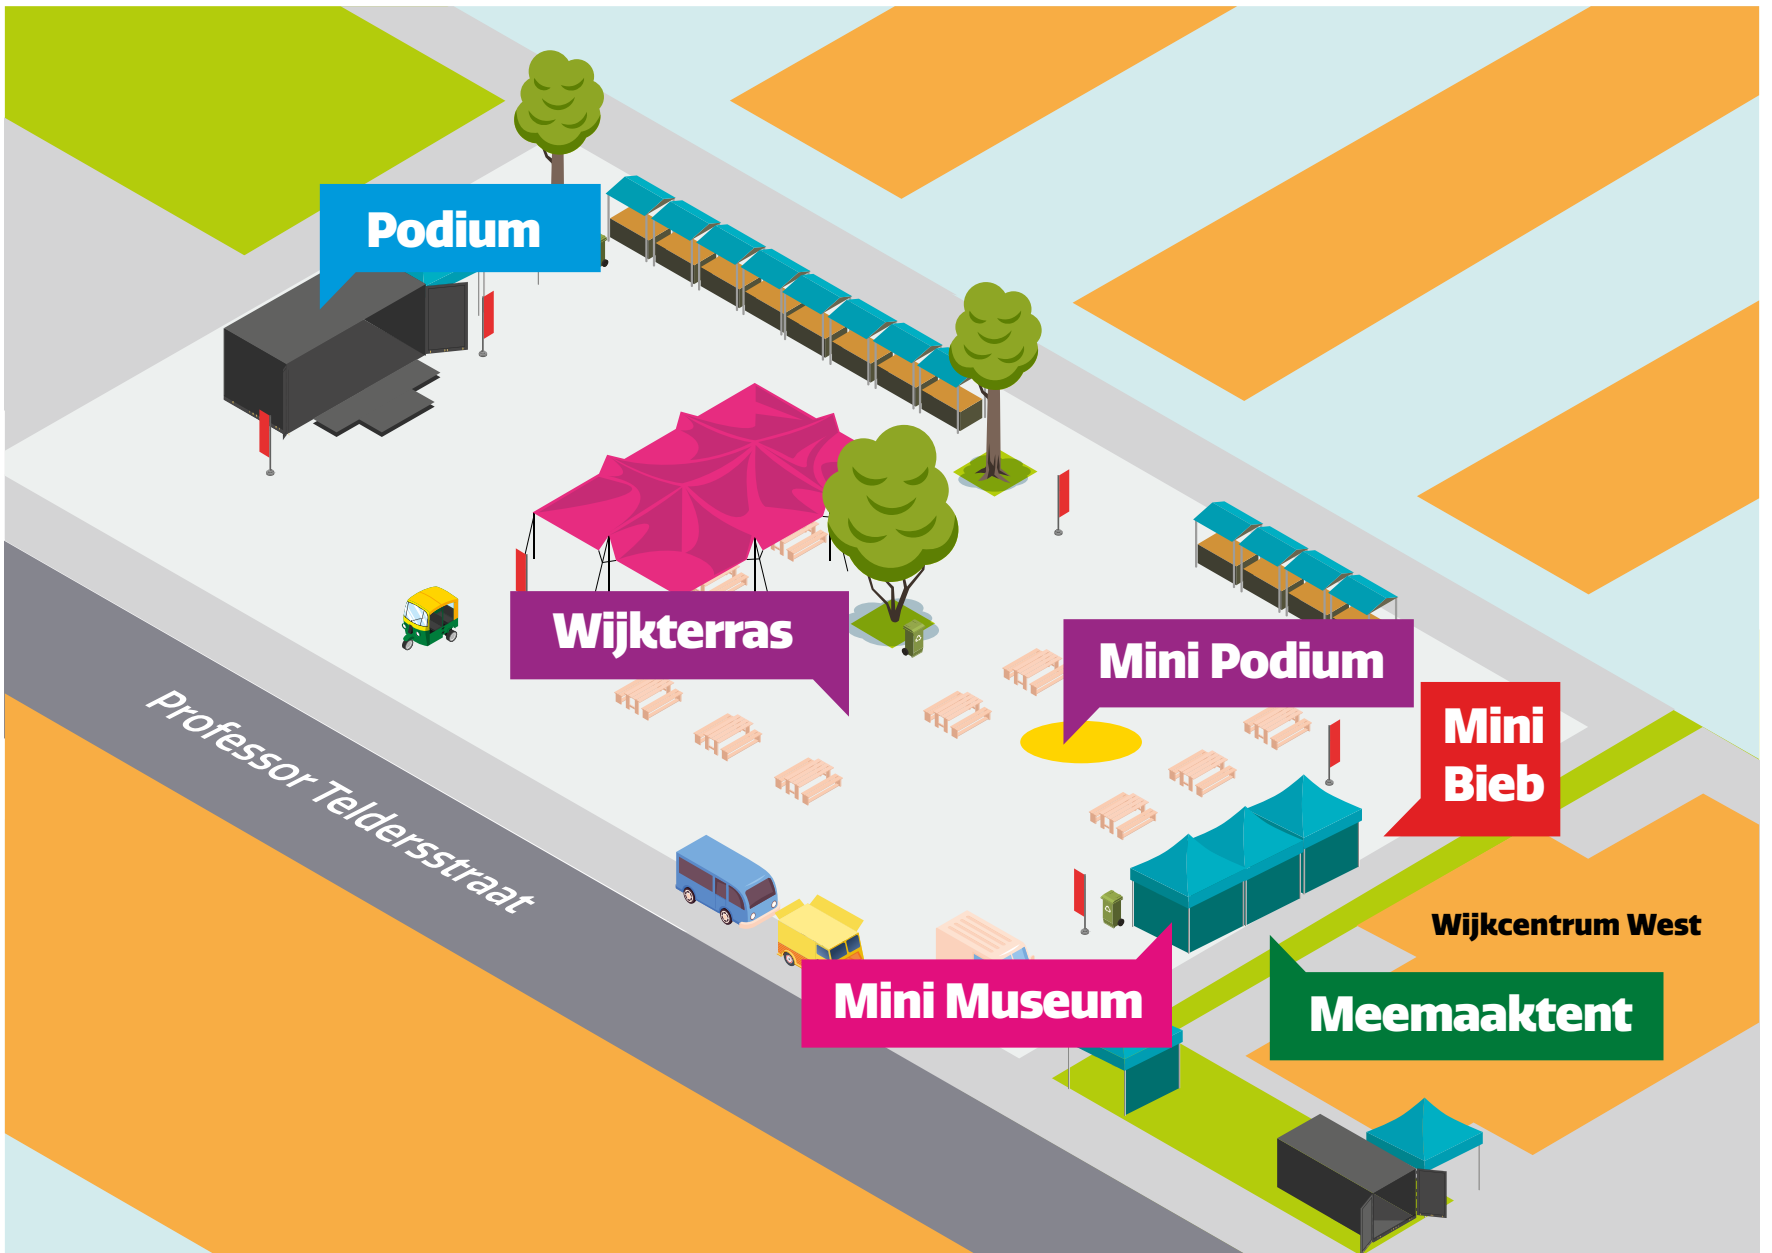 Podium
Wijkterras
Mini Podium
Mini
Bieb
Professor Teldersstraat
Wijkcentrum West
Mini Museum
Meemaaktent